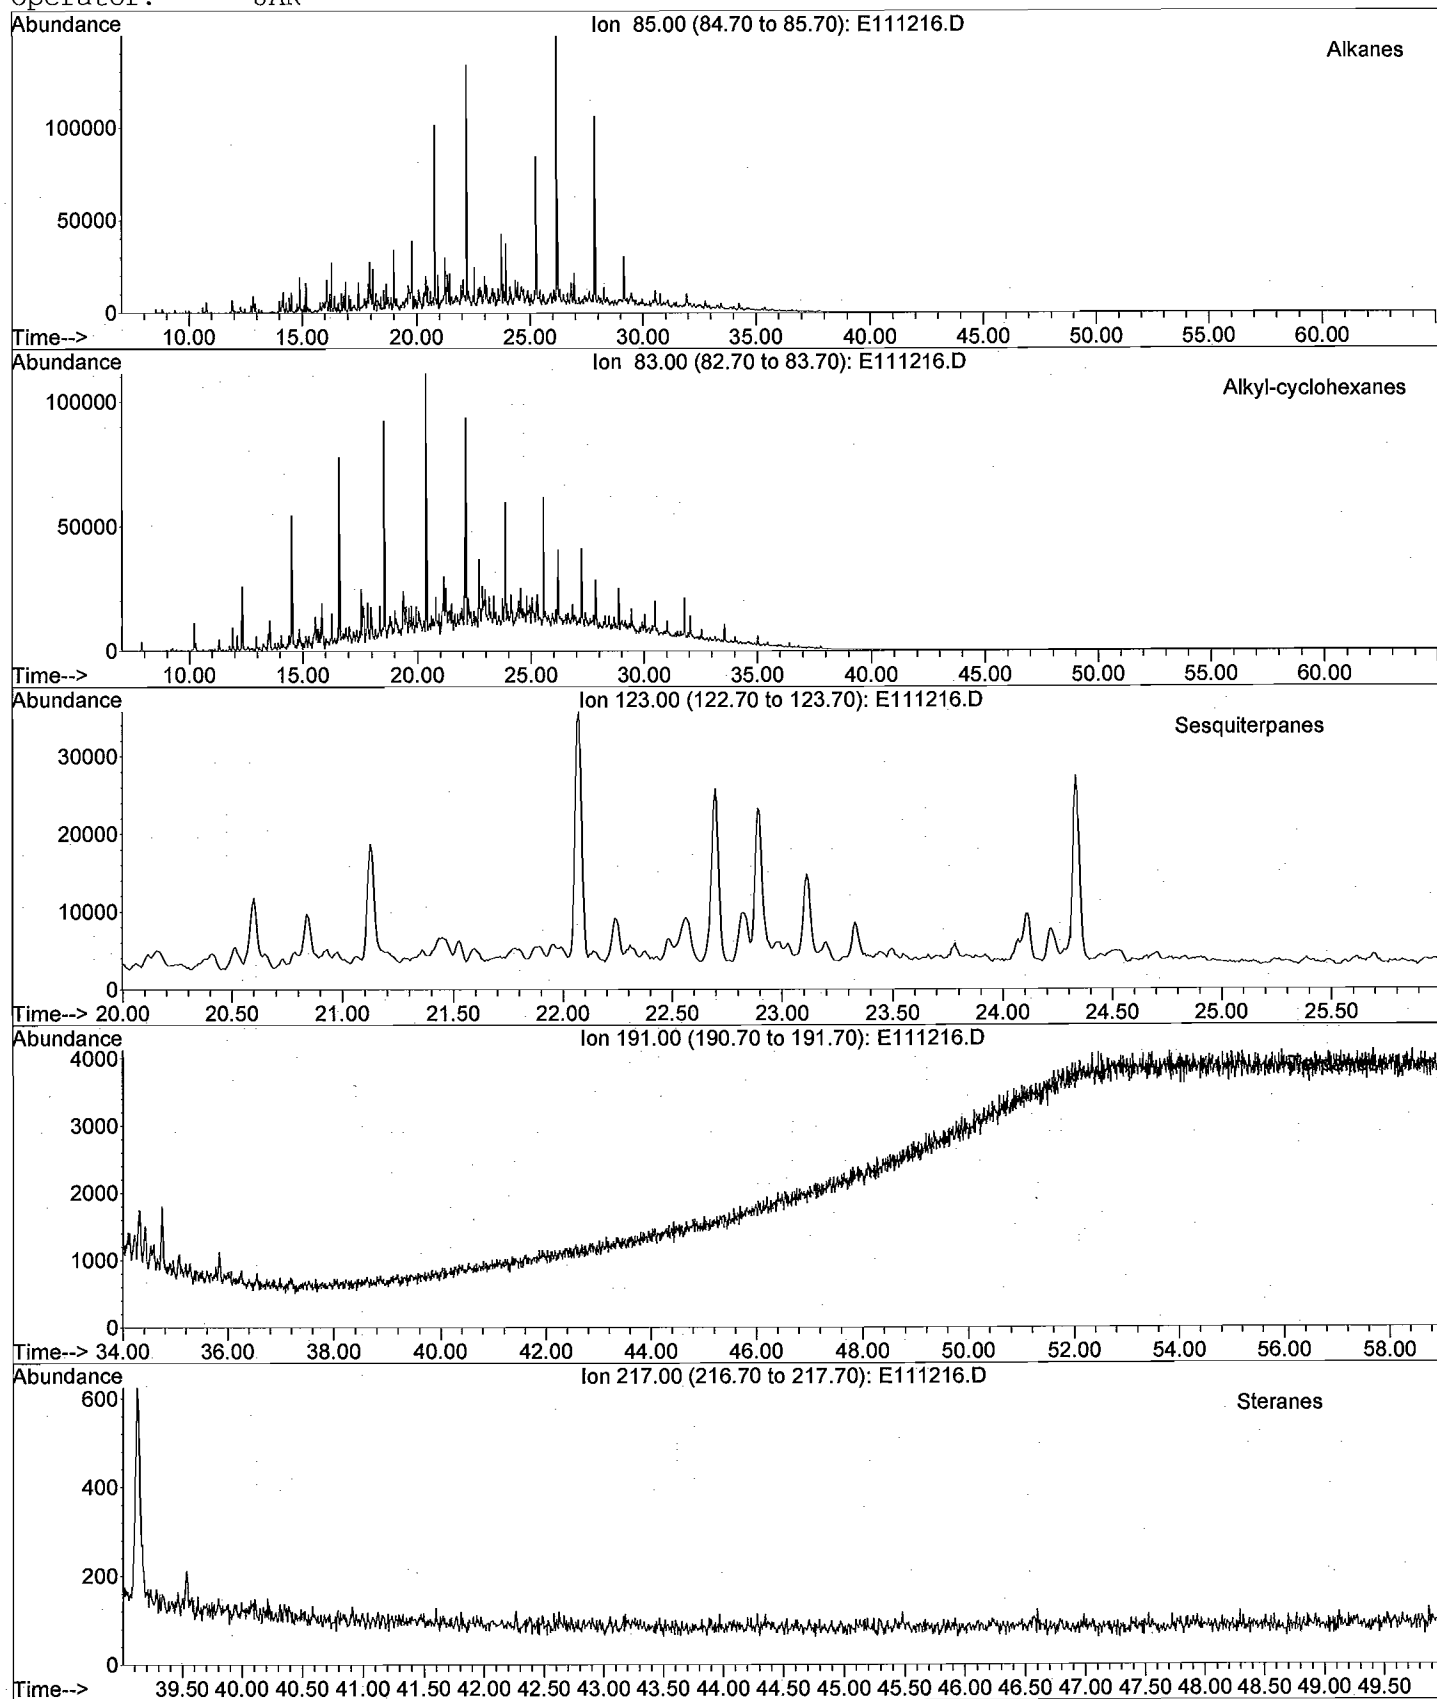 Operator: JAR
Abundance Ion 85.00 (84.70 to 85.70): E111216.D
Alkanes
100000
50000
0
Time--> 10.00 15.00 20.00 25.00 30.00 35.00 40.00 45.00 50.00 55.00 60.00
Abundance Ion 83.00 (82.70 to 83.70): E111216.D
Alkyl-cyclohexanes
100000
50000
0
Time--> 10.00 15.00 20.00 25.00 30.00 35.00 40.00 45.00 50.00 55.00 60.00
Abundance Ion 123.00 (122.70 to 123.70): E111216.D
Sesquiterpanes
30000
20000
10000
0
Time--> 20.00 20.50 21.00 21.50 22.00 22.50 23.00 23.50 24.00 24.50 25.00 25.50
Abundance Ion 191.00 (190.70 to 191.70): E111216.D
4000
3000
2000
1000
0
Time--> 34.00 36.00 38.00 40.00 42.00 44.00 46.00 48.00 50.00 52.00 54.00 56.00 58.00
Abundance Ion 217.00 (216.70 to 217.70): E111216.D
Steranes
600
400
200
0
Time--> 39.50 40.00 40.50 41.00 41.50 42.00 42.50 43.00 43.50 44.00 44.50 45.00 45.50 46.00 46.50 47.00 47.50 48.00 48.50 49.00 49.50